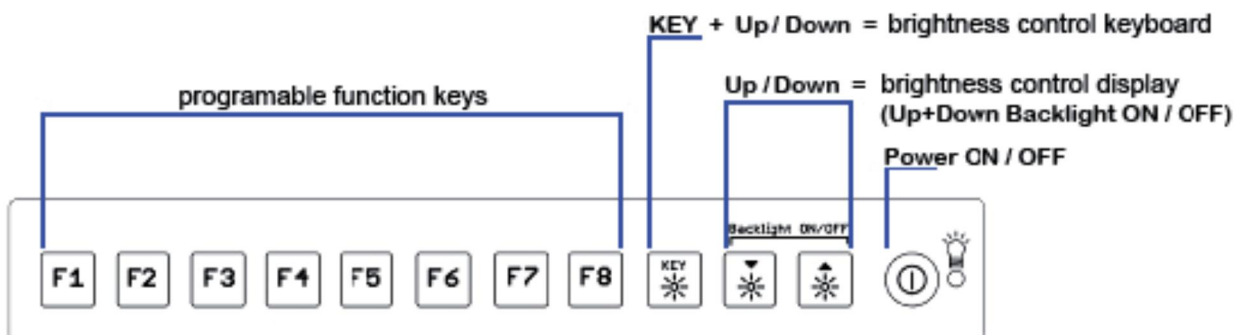 KEY + Up / Down = brightness control keyboard
programable function keys
Up / Down = brightness control display
(Up+Down Backlight ON / OFF)
Power ON / OFF
Backlight ON/OFF
F1 F2 F3 F4 F5 F6 F7 F8 KEY